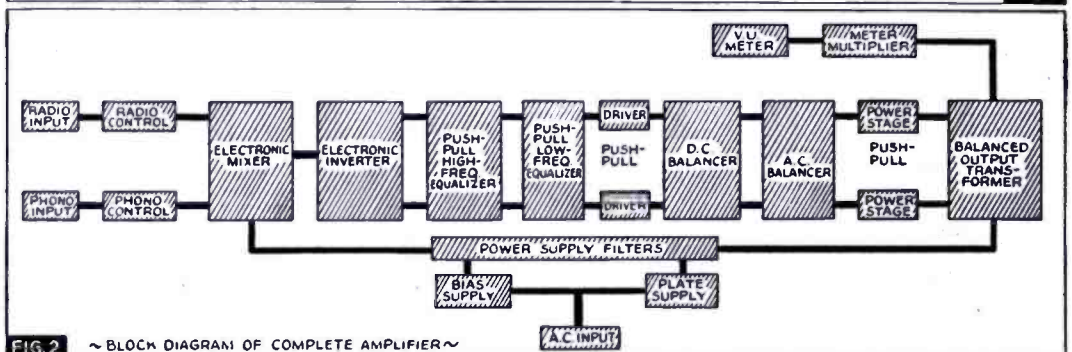 V.U.
METER
METER
MULTIPLIER
RADIO
INPUT
RADIO
CONTROL
ELECTRONIC
MIXER
ELECTRONIC
INVERTER
PUSH-
PULL
HIGH-
FREQ.
EQUALIZER
PUSH-
PULL
LOW-
FREQ.
EQUALIZER
DRIVER
PUSH-
PULL
DRIVER
D.C.
BALANCER
A.C.
BALANCER
POWER
STAGE
PUSH-
PULL
POWER
STAGE
BALANCED
OUTPUT
TRANS-
FORMER
PHONO
INPUT
PHONO
CONTROL
POWER SUPPLY FILTERS
BIAS
SUPPLY
PLATE
SUPPLY
A.C. INPUT
FIG. 2 ~BLOCK DIAGRAM OF COMPLETE AMPLIFIER~